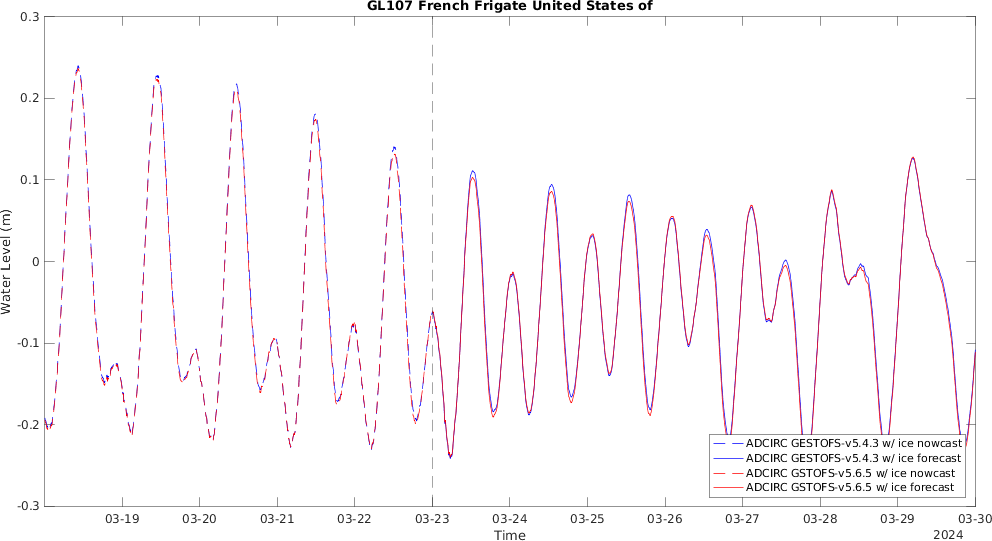 GL107 French Frigate United States of
0.3
0.2
0.1
0
-0.1
-0.2
-0.3
Water Level (m)
ADCIRC GESTOFS-v5.4.3 w/ ice nowcast
ADCIRC GESTOFS-v5.4.3 w/ ice forecast
ADCIRC GSTOFS-v5.6.5 w/ ice nowcast
ADCIRC GSTOFS-v5.6.5 w/ ice forecast
03-19 03-20 03-21 03-22 03-23 03-24 03-25 03-26 03-27 03-28 03-29 03-30
Time
2024